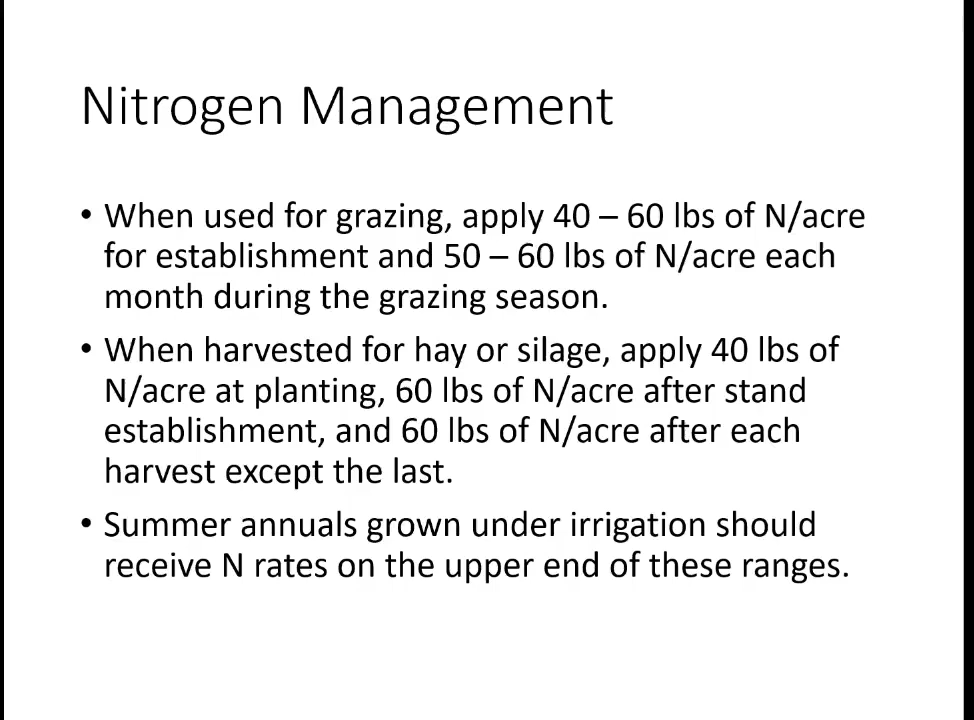 Nitrogen Management
• When used for grazing, apply 40 – 60 lbs of N/acre
for establishment and 50 – 60 lbs of N/acre each
month during the grazing season.
• When harvested for hay or silage, apply 40 lbs of
N/acre at planting, 60 lbs of N/acre after stand
establishment, and 60 lbs of N/acre after each
harvest except the last.
• Summer annuals grown under irrigation should
receive N rates on the upper end of these ranges.